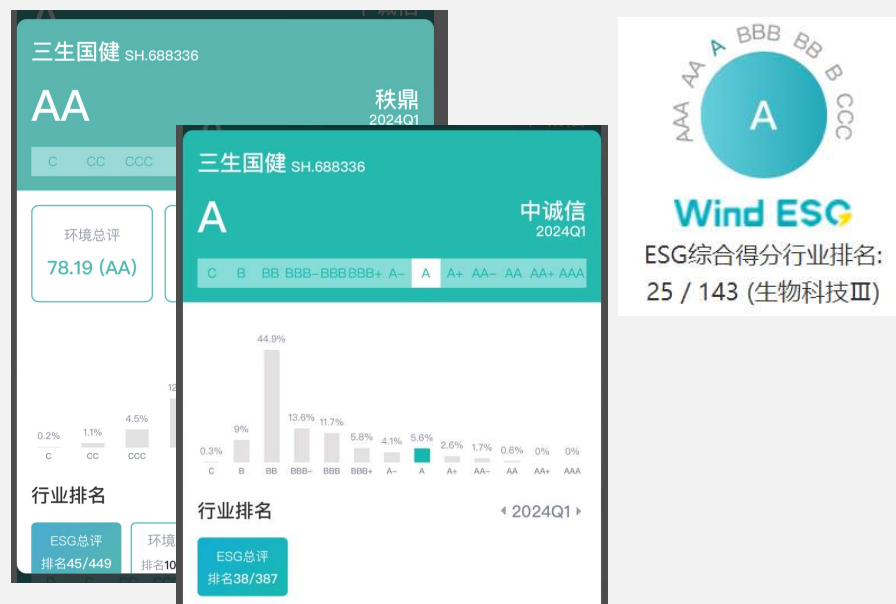 三生国健 SH.688336
AA
秩鼎
2024Q1
C CC CCC
环境总评
78.19 (AA)
0.2% 1.1% 4.5% 12
C CC CCC
行业排名
ESG总评
排名45/449
环境
排名10
三生国健 SH.688336
A
中诚信
2024Q1
C B BB BBB- BBB BBB+ A- A A+ AA- AA AA+ AAA
0.3% 9% 44.9% 13.6% 11.7% 5.8% 4.1% 5.6% 2.6% 1.7% 0.6% 0% 0%
C B BB BBB- BBB BBB+ A- A A+ AA- AA AA+ AAA
行业排名
2024Q1
ESG总评
排名38/387
AAA AA A BBB BB B CCC
A
Wind ESG
ESG综合得分行业排名:
25 / 143 (生物科技Ⅲ)